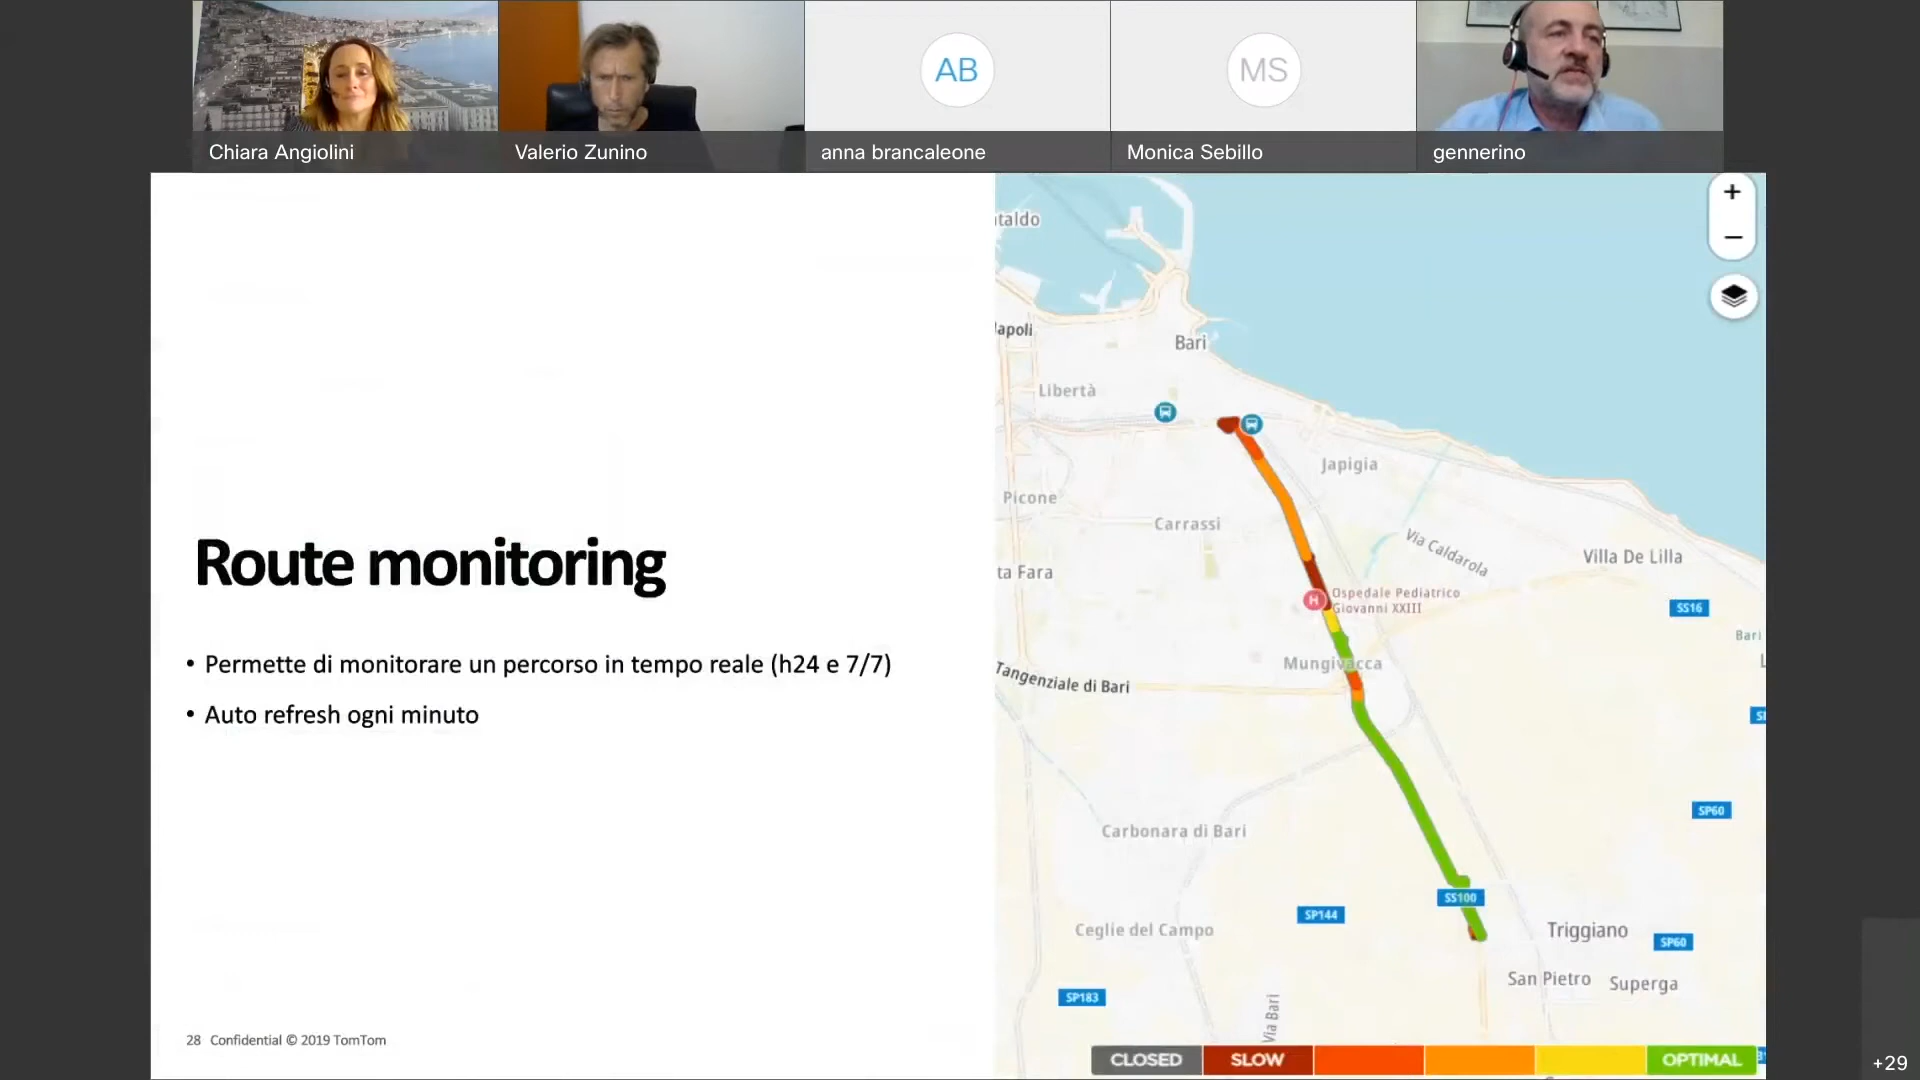 AB
MS
Chiara Angiolini
Valerio Zunino
anna brancaleone
Monica Sebillo
gennerino
Route monitoring
• Permette di monitorare un percorso in tempo reale (h24 e 7/7)
• Auto refresh ogni minuto
28 Confidential © 2019 TomTom
+
−
Bari
Libertà
Japigia
Picone
Carrassi
Via Caldarola
Villa De Lilla
ta Fara
H
Ospedale Pediatrico
Giovanni XXIII
SS16
Bari
Mungivacca
Tangenziale di Bari
SP60
Carbonara di Bari
SS100
SP144
Ceglie del Campo
Triggiano
SP60
San Pietro
Superga
SP183
Via Bari
CLOSED
SLOW
OPTIMAL
+29